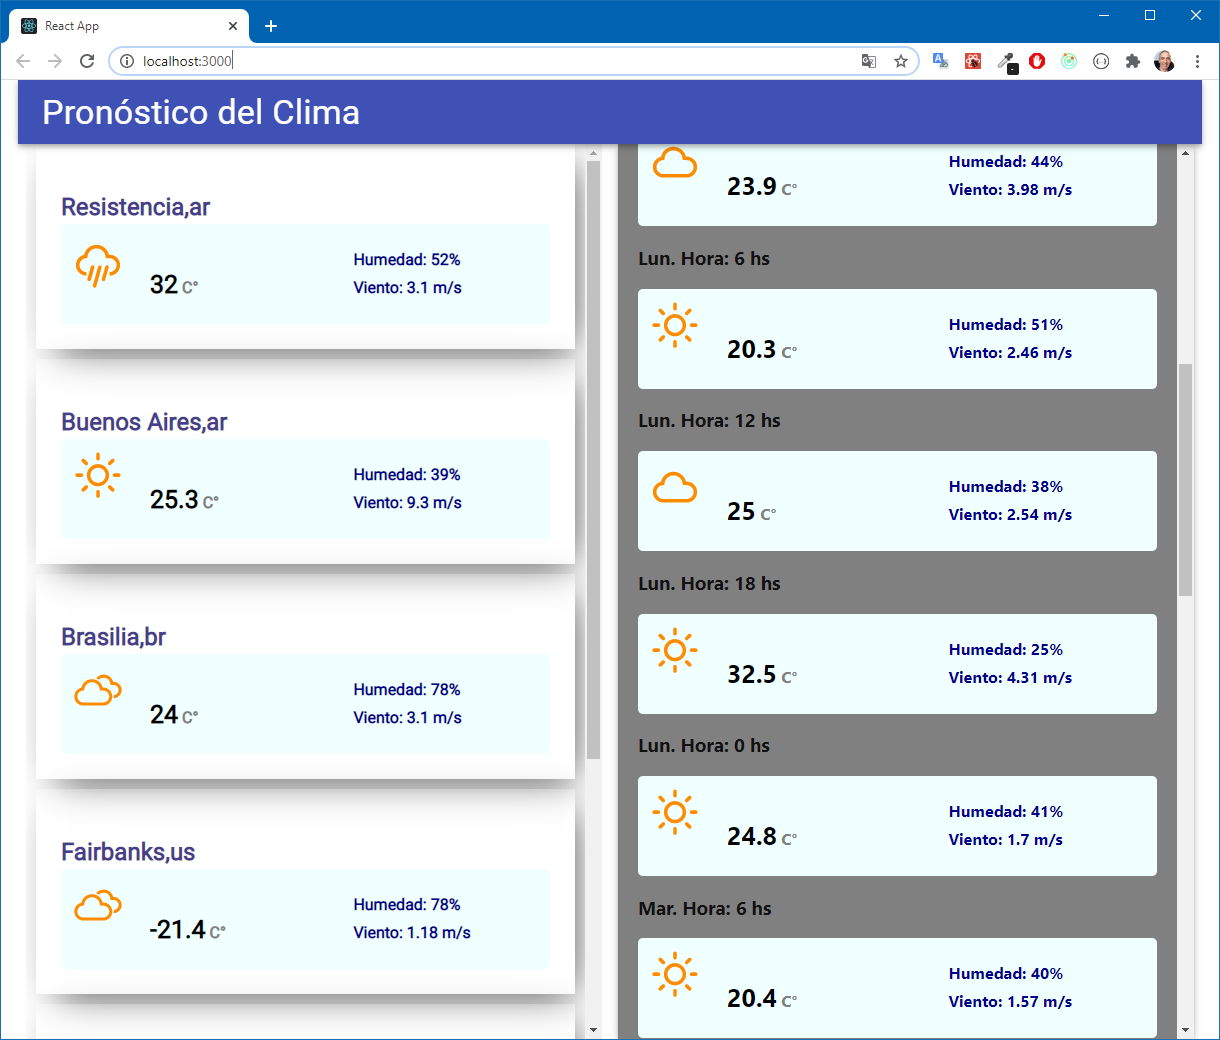 React App
localhost:3000
Pronóstico del Clima
Resistencia,ar
32 C°
Humedad: 52%
Viento: 3.1 m/s
Buenos Aires,ar
25.3 C°
Humedad: 39%
Viento: 9.3 m/s
Brasilia,br
24 C°
Humedad: 78%
Viento: 3.1 m/s
Fairbanks,us
-21.4 C°
Humedad: 78%
Viento: 1.18 m/s
23.9 C°
Humedad: 44%
Viento: 3.98 m/s
Lun. Hora: 6 hs
20.3 C°
Humedad: 51%
Viento: 2.46 m/s
Lun. Hora: 12 hs
25 C°
Humedad: 38%
Viento: 2.54 m/s
Lun. Hora: 18 hs
32.5 C°
Humedad: 25%
Viento: 4.31 m/s
Lun. Hora: 0 hs
24.8 C°
Humedad: 41%
Viento: 1.7 m/s
Mar. Hora: 6 hs
20.4 C°
Humedad: 40%
Viento: 1.57 m/s